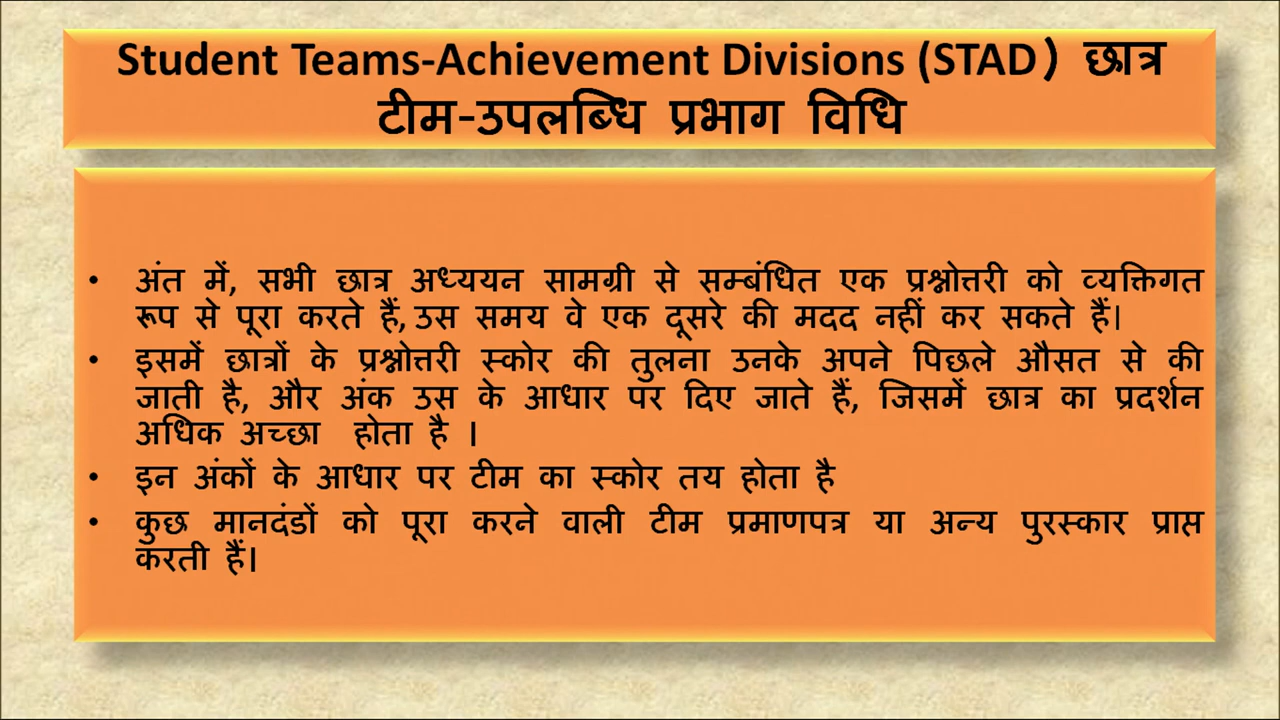 Student Teams-Achievement Divisions (STAD) छात्र
टीम-उपलब्धि प्रभाग विधि
• अंत में, सभी छात्र अध्ययन सामग्री से सम्बंधित एक प्रश्नोत्तरी को व्यक्तिगत
रूप से पूरा करते हैं, उस समय वे एक दूसरे की मदद नहीं कर सकते हैं।
• इसमें छात्रों के प्रश्नोत्तरी स्कोर की तुलना उनके अपने पिछले औसत से की
जाती है, और अंक उस के आधार पर दिए जाते हैं, जिसमें छात्र का प्रदर्शन
अधिक अच्छा होता है ।
• इन अंकों के आधार पर टीम का स्कोर तय होता है
• कुछ मानदंडों को पूरा करने वाली टीम प्रमाणपत्र या अन्य पुरस्कार प्राप्त
करती हैं।